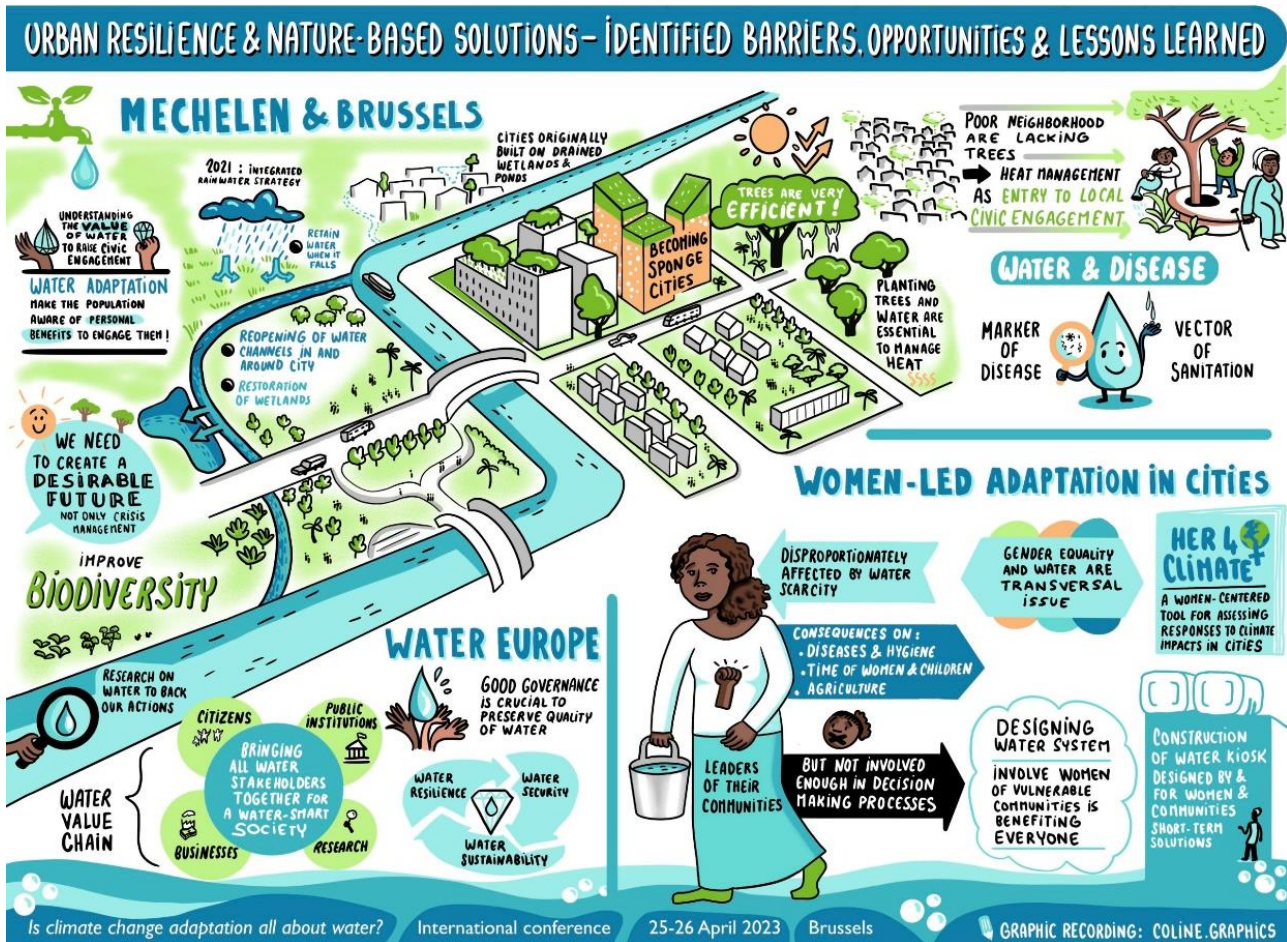 URBAN RESILIENCE & NATURE-BASED SOLUTIONS – IDENTIFIED BARRIERS, OPPORTUNITIES & LESSONS LEARNED
MECHELEN & BRUSSELS
2021 : INTEGRATED
RAINWATER STRATEGY
RETAIN
WATER
WHEN IT
FALLS
CITIES ORIGINALLY
BUILT ON DRAINED
WETLANDS &
PONDS
UNDERSTANDING
THE VALUE
OF WATER
TO RAISE CIVIC
ENGAGEMENT
WATER ADAPTATION
MAKE THE POPULATION
AWARE OF PERSONAL
BENEFITS TO ENGAGE THEM !
REOPENING OF WATER
CHANNELS IN AND
AROUND CITY
RESTORATION
OF WETLANDS
BECOMING
SPONGE
CITIES
TREES ARE VERY
EFFICIENT !
PLANTING
TREES AND
WATER ARE
ESSENTIAL
TO MANAGE
HEAT
POOR NEIGHBORHOOD
ARE LACKING
TREES
HEAT MANAGEMENT
AS ENTRY TO LOCAL
CIVIC ENGAGEMENT
WATER & DISEASE
MARKER
OF
DISEASE
VECTOR
OF
SANITATION
WE NEED
TO CREATE A
DESIRABLE
FUTURE
NOT ONLY CRISIS
MANAGEMENT
IMPROVE
BIODIVERSITY
WATER EUROPE
RESEARCH ON
WATER TO BACK
OUR ACTIONS
WATER
VALUE
CHAIN
CITIZENS
PUBLIC
INSTITUTIONS
BRINGING
ALL WATER
STAKEHOLDERS
TOGETHER FOR
A WATER-SMART
SOCIETY
BUSINESSES
RESEARCH
GOOD GOVERNANCE
IS CRUCIAL TO
PRESERVE QUALITY
OF WATER
WATER
RESILIENCE
WATER
SECURITY
WATER
SUSTAINABILITY
WOMEN-LED ADAPTATION IN CITIES
DISPROPORTIONATELY
AFFECTED BY WATER
SCARCITY
GENDER EQUALITY
AND WATER ARE
TRANSVERSAL
ISSUE
HER 4
CLIMATE
A WOMEN-CENTERED
TOOL FOR ASSESSING
RESPONSES TO CLIMATE
IMPACTS IN CITIES
CONSEQUENCES ON :
• DISEASES & HYGIENE
• TIME OF WOMEN & CHILDREN
• AGRICULTURE
LEADERS
OF THEIR
COMMUNITIES
BUT NOT INVOLVED
ENOUGH IN DECISION
MAKING PROCESSES
DESIGNING
WATER SYSTEM
INVOLVE WOMEN
OF VULNERABLE
COMMUNITIES IS
BENEFITING
EVERYONE
CONSTRUCTION
OF WATER KIOSK
DESIGNED BY &
FOR WOMEN &
COMMUNITIES
SHORT-TERM
SOLUTIONS
Is climate change adaptation all about water? International conference 25-26 April 2023 Brussels
GRAPHIC RECORDING: COLINE.GRAPHICS